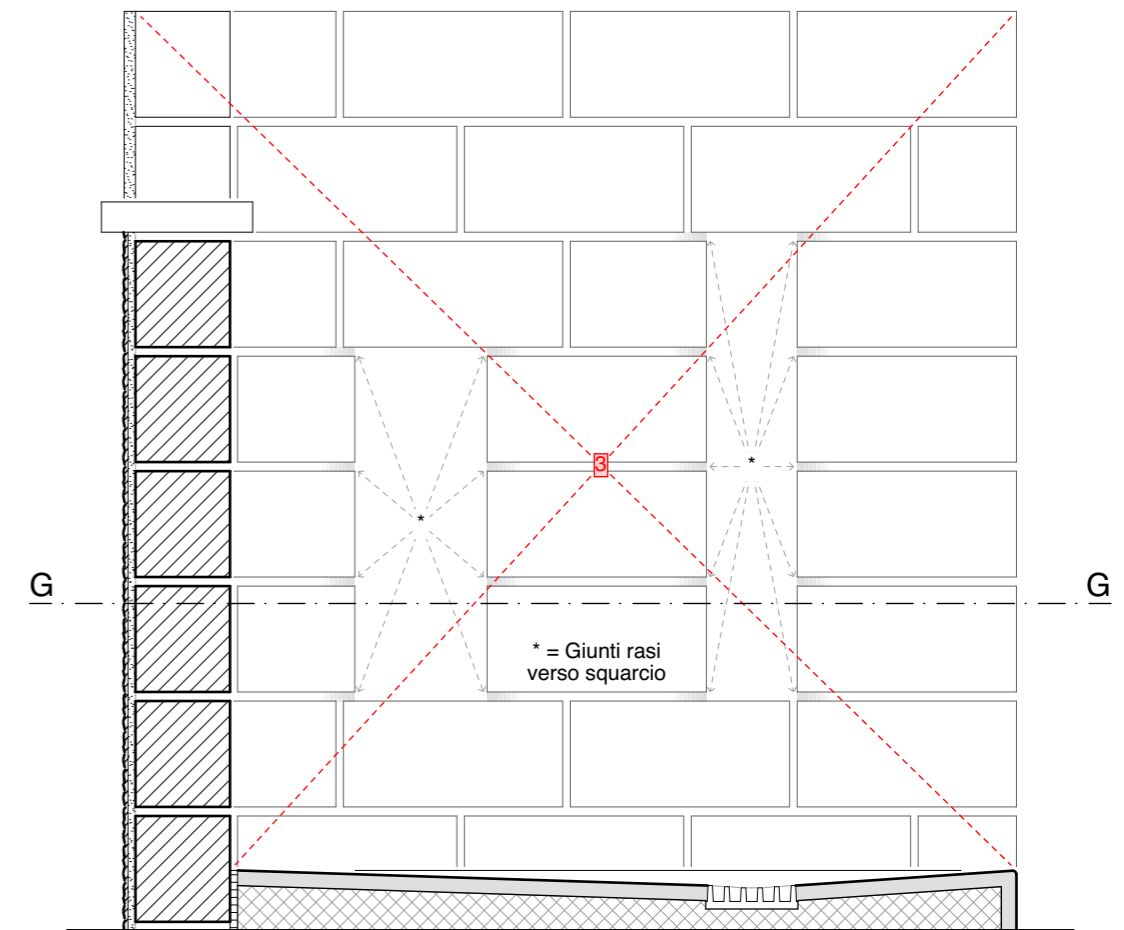 *
3
*
G
G
* = Giunti rasi
verso squarcio